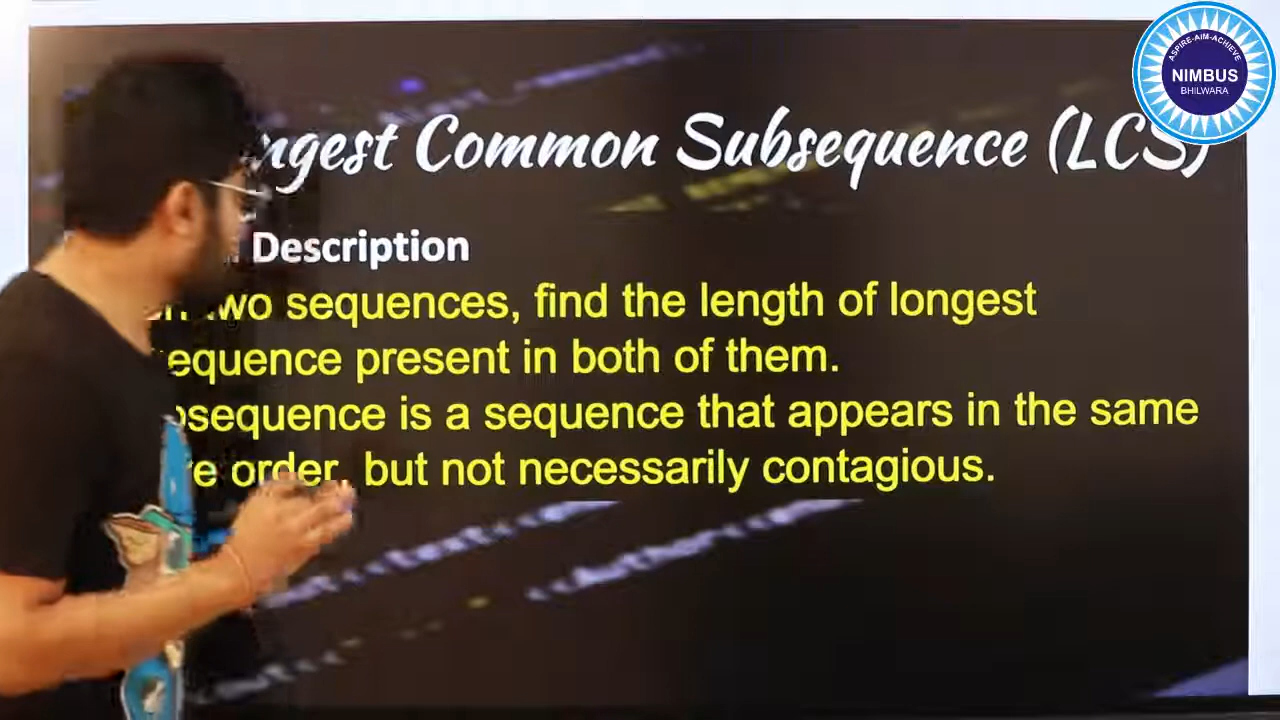 ASPIRE-AIM-ACHIEVE
NIMBUS
BHILWARA
ngest Common Subsequence (LCS)
Description
two sequences, find the length of longest
equence present in both of them.
sequence is a sequence that appears in the same
order, but not necessarily contagious.